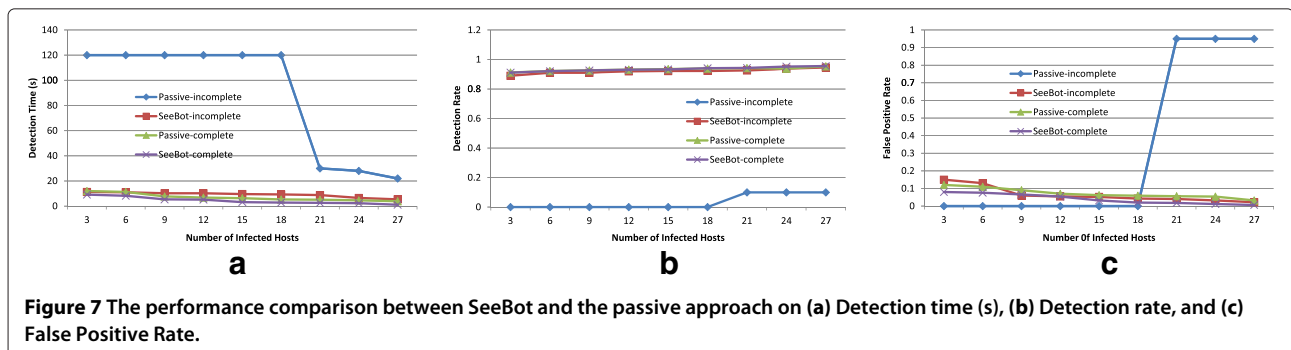 140
120
100
80
60
40
20
0
Detection Time (s)
Passive-incomplete
SeeBot-incomplete
Passive-complete
SeeBot-complete
3 6 9 12 15 18 21 24 27
Number of Infected Hosts
a
1.2
1
0.8
0.6
0.4
0.2
0
Detection Rate
Passive-incomplete
SeeBot-incomplete
Passive-complete
SeeBot-complete
3 6 9 12 15 18 21 24 27
Number of Infected Hosts
b
1
0.9
0.8
0.7
0.6
0.5
0.4
0.3
0.2
0.1
0
False Positive Rate
Passive-incomplete
SeeBot-incomplete
Passive-complete
SeeBot-complete
3 6 9 12 15 18 21 24 27
Number 0f Infected Hosts
c
Figure 7 The performance comparison between SeeBot and the passive approach on (a) Detection time (s), (b) Detection rate, and (c)
False Positive Rate.